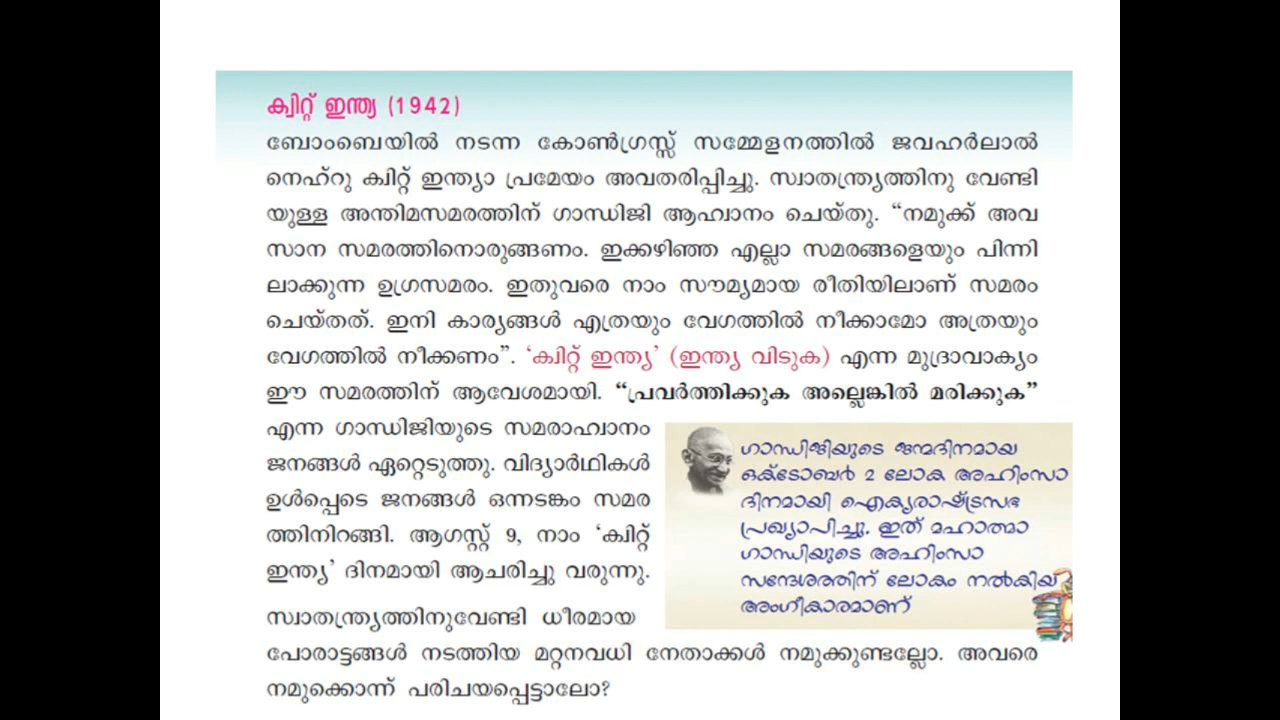 ക്വിറ്റ് ഇന്ത്യ (1942)
ബോംബെയിൽ നടന്ന കോൺഗ്രസ്സ് സമ്മേളനത്തിൽ ജവഹർലാൽ
നെഹ്റു ക്വിറ്റ് ഇന്ത്യാ പ്രമേയം അവതരിപ്പിച്ചു. സ്വാതന്ത്ര്യത്തിനു വേണ്ടി
യുള്ള അന്തിമസമരത്തിന് ഗാന്ധിജി ആഹ്വാനം ചെയ്തു. “നമുക്ക് അവ
സാന സമരത്തിനൊരുങ്ങണം. ഇക്കഴിഞ്ഞ എല്ലാ സമരങ്ങളെയും പിന്നി
ലാക്കുന്ന ഉഗ്രസമരം. ഇതുവരെ നാം സൗമ്യമായ രീതിയിലാണ് സമരം
ചെയ്തത്. ഇനി കാര്യങ്ങൾ എത്രയും വേഗത്തിൽ നീക്കാമോ അത്രയും
വേഗത്തിൽ നീക്കണം”. ‘ക്വിറ്റ് ഇന്ത്യ’ (ഇന്ത്യ വിടുക) എന്ന മുദ്രാവാക്യം
ഈ സമരത്തിന് ആവേശമായി. “പ്രവർത്തിക്കുക അല്ലെങ്കിൽ മരിക്കുക”
എന്ന ഗാന്ധിജിയുടെ സമരാഹ്വാനം
ജനങ്ങൾ ഏറ്റെടുത്തു. വിദ്യാർഥികൾ
ഉൾപ്പെടെ ജനങ്ങൾ ഒന്നടങ്കം സമര
ത്തിനിറങ്ങി. ആഗസ്റ്റ് 9, നാം ‘ക്വിറ്റ്
ഇന്ത്യ’ ദിനമായി ആചരിച്ചു വരുന്നു.
ഗാന്ധിജിയുടെ ജന്മദിനമായ
ഒക്ടോബർ 2 ലോക അഹിംസാ
ദിനമായി ഐക്യരാഷ്ട്രസഭ
പ്രഖ്യാപിച്ചു. ഇത് മഹാത്മാ
ഗാന്ധിയുടെ അഹിംസാ
സന്ദേശത്തിന് ലോകം നൽകിയ
അംഗീകാരമാണ്
സ്വാതന്ത്ര്യത്തിനുവേണ്ടി ധീരമായ
പോരാട്ടങ്ങൾ നടത്തിയ മറ്റനവധി നേതാക്കൾ നമുക്കുണ്ടല്ലോ. അവരെ
നമുക്കൊന്ന് പരിചയപ്പെട്ടാലോ?